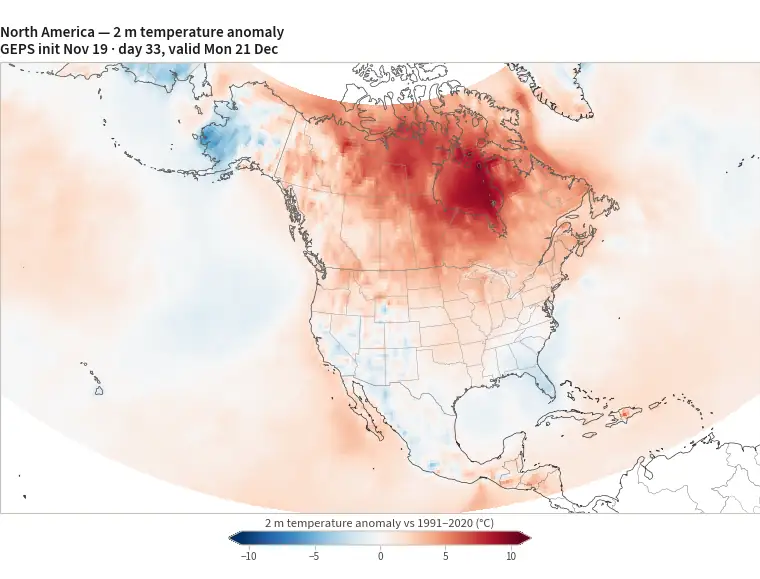 North America — 2 m temperature anomaly
GEPS init Nov 19 · day 33, valid Mon 21 Dec
2 m temperature anomaly vs 1991–2020 (°C)
−10 −5 0 5 10